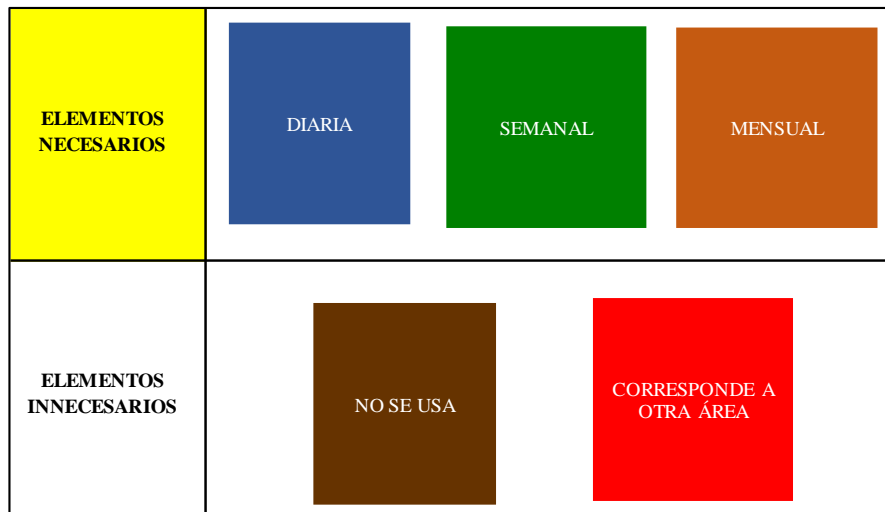 ELEMENTOS
NECESARIOS
DIARIA
SEMANAL
MENSUAL
ELEMENTOS
INNECESARIOS
NO SE USA
CORRESPONDE A
OTRA ÁREA